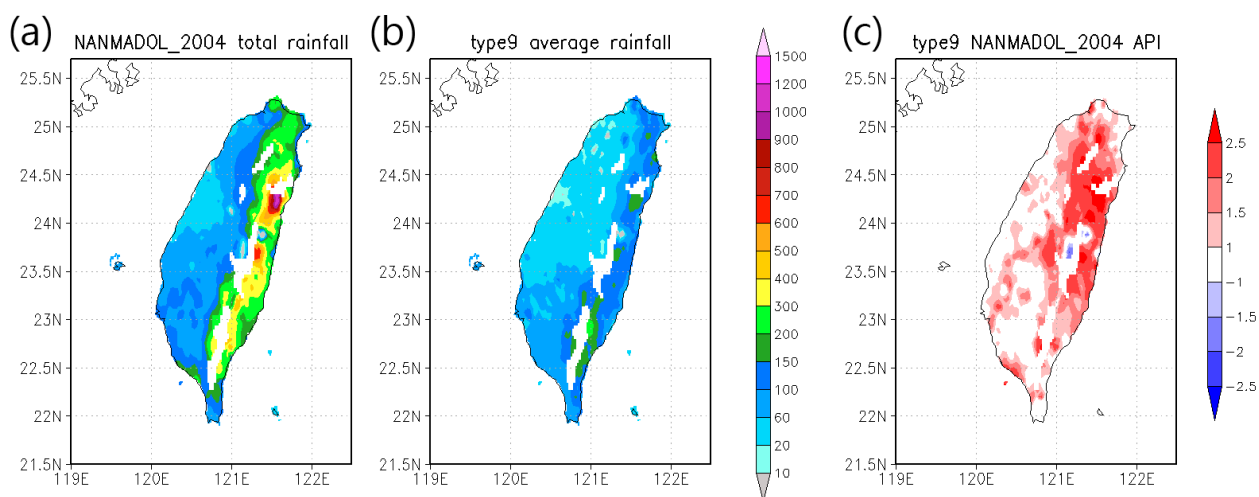 (a)
NANMADOL_2004 total rainfall
25.5N
25N
24.5N
24N
23.5N
23N
22.5N
22N
21.5N
119E 120E 121E 122E
(b)
type9 average rainfall
25.5N
25N
24.5N
24N
23.5N
23N
22.5N
22N
21.5N
119E 120E 121E 122E
1500
1000
900
800
700
600
500
400
300
200
150
100
60
20
10
(c)
type9 NANMADOL_2004 API
25.5N
25N
24.5N
24N
23.5N
23N
22.5N
22N
21.5N
119E 120E 121E 122E
2.5
2
1.5
1
-1
-1.5
-2.5